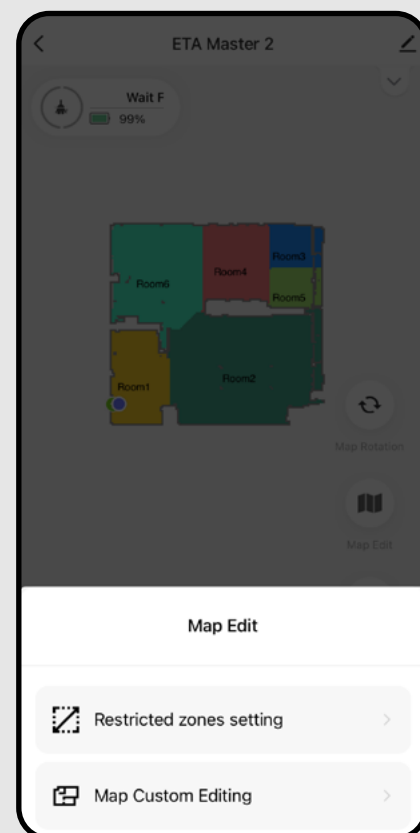 ETA Master 2
Wait F
99%
Room6
Room4
Room3
Room5
Room1
Room2
Map Rotation
Map Edit
Map Edit
Restricted zones setting
Map Custom Editing